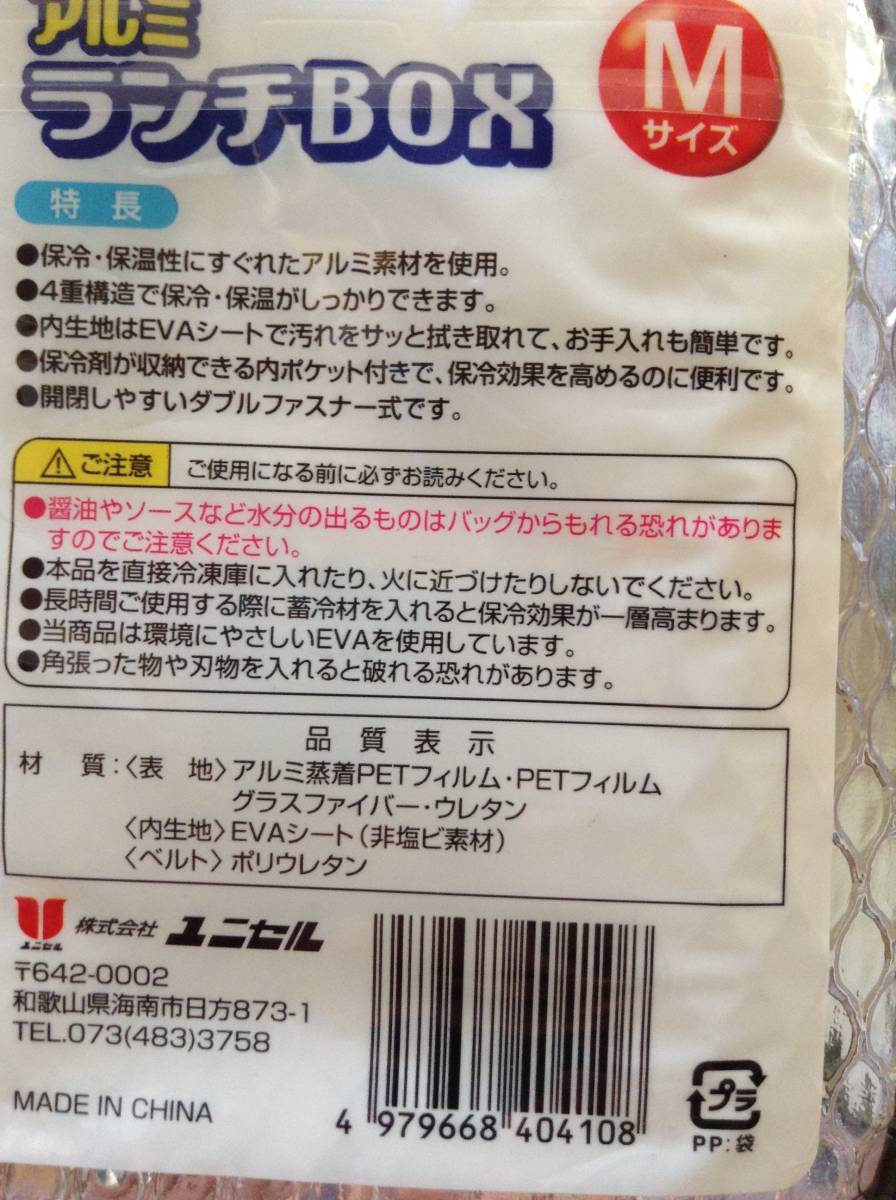 アルミ
ランチBOX
M
サイズ
特長
●保冷・保温性にすぐれたアルミ素材を使用。
●4重構造で保冷・保温がしっかりできます。
●内生地はEVAシートで汚れをサッと拭き取れて、お手入れも簡単です。
●保冷剤が収納できる内ポケット付きで、保冷効果を高めるのに便利です。
●開閉しやすいダブルファスナー式です。
⚠ご注意 ご使用になる前に必ずお読みください。
●醤油やソースなど水分の出るものはバッグからもれる恐れがありま
すのでご注意ください。
●本品を直接冷凍庫に入れたり、火に近づけたりしないでください。
●長時間ご使用する際に蓄冷材を入れると保冷効果が一層高まります。
●当商品は環境にやさしいEVAを使用しています。
●角張った物や刃物を入れると破れる恐れがあります。
品質表示
材 質:〈表 地〉アルミ蒸着PETフィルム・PETフィルム
グラスファイバー・ウレタン
〈内生地〉EVAシート(非塩ビ素材)
〈ベルト〉ポリウレタン
ユニセル 株式会社 ユニセル
〒642-0002
和歌山県海南市日方873-1
TEL.073(483)3758
MADE IN CHINA
4 979668 404108
プラ
PP:袋